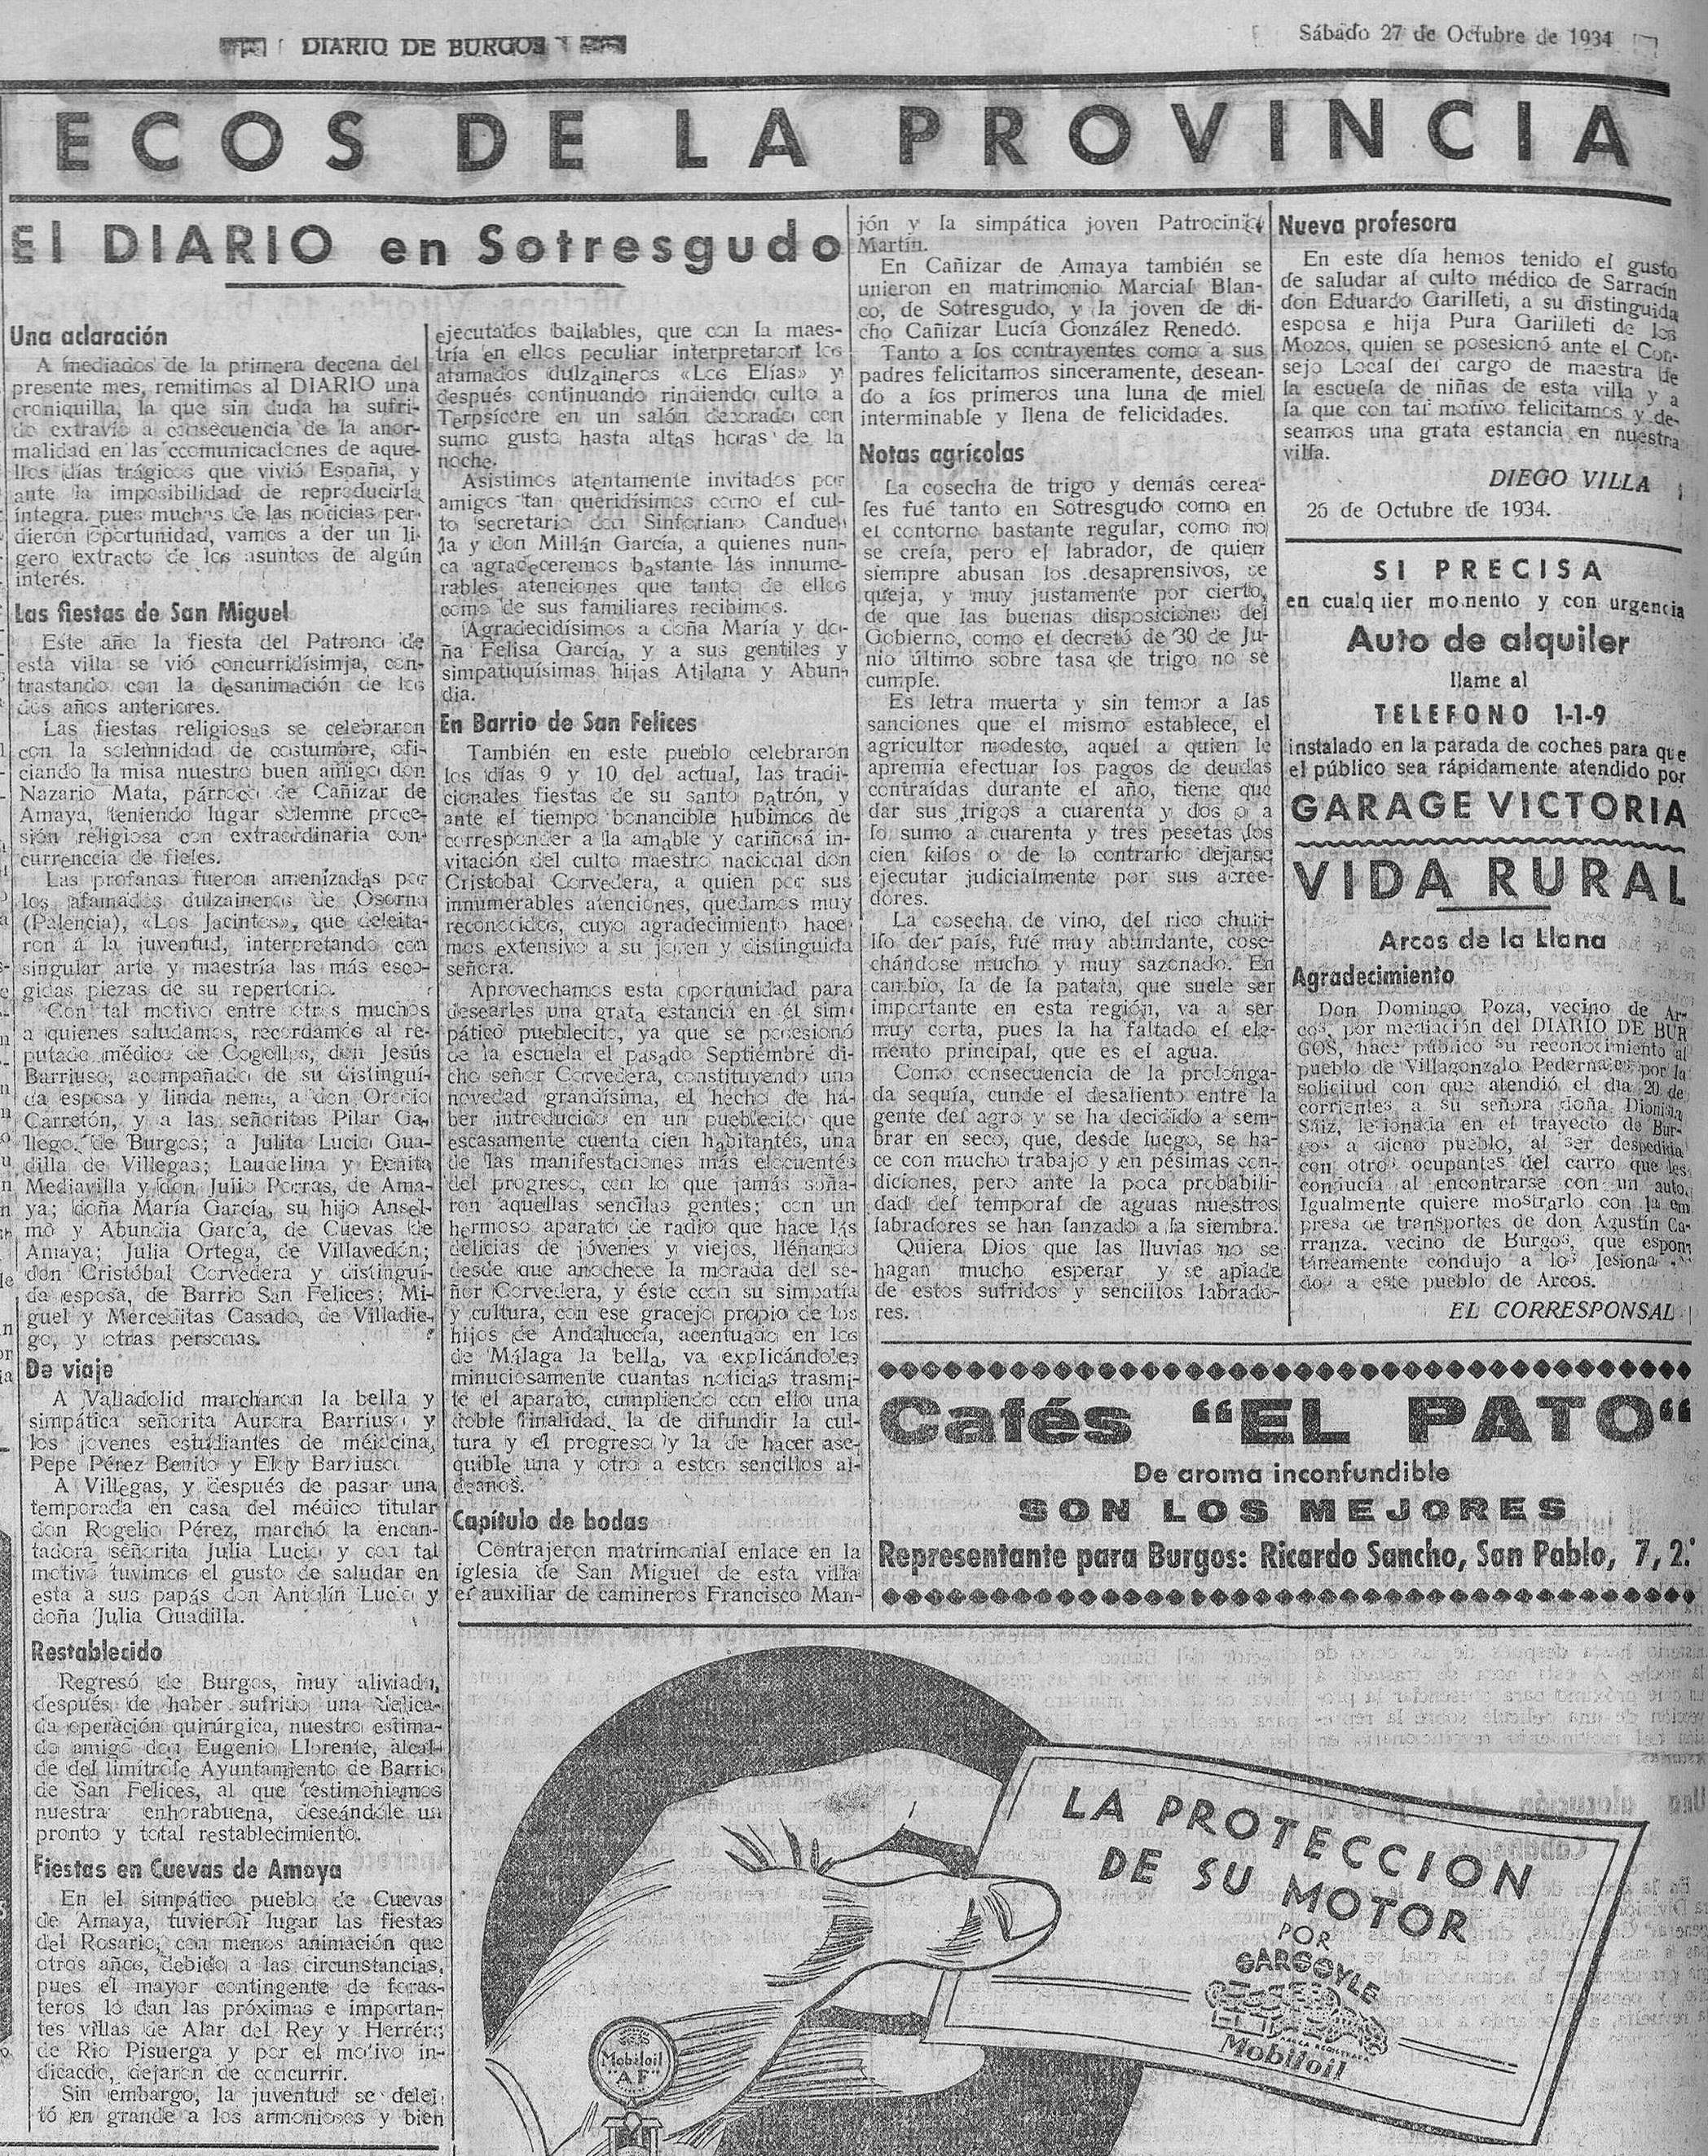 DIARIO DE BURGOS
Sábado 27 de Octubre de 1934
ECOS DE LA PROVINCIA
El DIARIO en Sotresgudo
Una aclaración
A mediados de la primera decena del
presente mes, remitimos al DIARIO una
croniquilla, la que sin duda ha sufri-
do extravío a consecuencia de la anor-
malidad en las ccomunicaciones de aque-
llos días trágicos que vivió España, y
ante la imposibilidad de reproducirla
íntegra. pues muchas de las noticias per-
dieron oportunidad, vamos a der un li-
gero extracto de los asuntos de algún
interés.
Las fiestas de San Miguel
Este año la fiesta del Patrono de
esta villa se vió concurridísimja, con-
trastando con la desanimación de los
dos años anteriores.
Las fiestas religiosas se celebraron
con la solemnidad de costumbre, ofi-
ciando la misa nuestro buen amigo don
Nazario Mata, párroco de Cañizar de
Amaya, teniendo lugar solemne proce-
sión religiosa con extraordinaria con-
currenccia de fieles.
Las profanas fueron amenizadas por
los afamados dulzaineros de Osorno
(Palencia), «Los Jacintos», que deleita-
ron á la juventud, interpretando con
singular arte y maestría las más esco-
gidas piezas de su repertorio.
Con tal motivo entre otros muchos
a quienes saludamos, recordamos al re-
putado médico de Cogollos, don Jesús
Barriuso, acompañado de su distingui-
da esposa y linda nena, a don Orocio
Carretón, y a las señoritas Pilar Ga-
llego, de Burgos; a Julita Lucio Gua-
dilla de Villegas; Laudelina y Benita
Mediavilla y don Julio Porras, de Ama-
ya; doña María García, su hijo Ansel-
mo y Abundia García, de Cuevas de
Amaya; Julia Ortega, de Villavedón;
don Cristóbal Corvedera y distingui-
da esposa, de Barrio San Felices; Mi-
guel y Merceditas Casado, de Villadie-
go, y otras personas.
De viaje
A Valladolid marcharon la bella y
simpática señorita Aurora Barriuso y
los jóvenes estudiantes de meiicina,
Pepe Pérez Benito y Eloy Barriuso.
A Villegas, y después de pasar una
temporada en casa del médico titular
don Rogelio Pérez, marchó la encan-
tadora señorita Julia Lucio y con tal
motivo tuvimos el gusto de saludar en
esta a sus papás don Antolín Lucio y
doña Julia Guadilla.
Restablecido
Regresó de Burgos, muy aliviado,
después de haber sufrido una delica-
da operación quirúrgica, nuestro estima-
do amigo don Eugenio Llorente, alcal-
de del limítrofe Ayuntamiento de Barrio
de San Felices, al que testimoniamos
nuestra enhorabuena, deseándole un
pronto y total restablecimiento.
Fiestas en Cuevas de Amaya
En el simpático pueblo de Cuevas
de Amaya, tuvieron lugar las fiestas
del Rosario, con menos animación que
otros años, debido a las circunstancias,
pues el mayor contingente de foras-
teros lo dan las próximas e importan-
tes villas de Alar del Rey y Herrera
de Río Pisuerga y por el motivo in-
dicacdo, dejaron de concurrir.
Sin embargo, la juventud se delei-
tó en grande a los armoniosos y bien
ejecutados bailables, que con la maes-
tría en ellos peculiar interpretaron los
afamados dulzaineros «Los Elías» y
después continuando rindiendo culto a
Terpsícore en un salón decorado con
sumo gusto hasta altas horas de la
noche.
Asistimos atentamente invitados por
amigos tan queridísimos como el cul-
to secretario don Sinforiano Candue-
la y don Millán García, a quienes nun-
ca agradeceremos bastante lás innume-
rables atenciones que tanto de ellos
como de sus familiares recibimos.
Agradecidísimos a doña María y do-
ña Felisa García, y a sus gentiles y
simpatiquísimas hijas Atilana y Abun-
dia.
En Barrio de San Felices
También en este pueblo celebraron
los días 9 y 10 del actual, las tradi-
cionales fiestas de su santo patrón, y
ante el tiempo bonancible hubimos de
corresponder a la amable y cariñosa in-
vitación del culto maestro nacional don
Cristóbal Corvedera, a quien por sus
innumerables atenciones, quedamos muy
reconocidos, cuyo agradecimiento hace-
mos extensivo a su joven y distinguida
señora.
Aprovechamos esta oportunidad para
desearles una grata estancia en el sim-
pático pueblecito, ya que se posesionó
de la escuela el pasado Septiembre di-
cho señor Corvedera, constituyendo una
novedad grandísima, el hecho de ha-
ber introducido en un pueblecito que
escasamente cuenta cien habitantes, una
de las manifestaciones más elocuentes
del progreso, con lo que jamás soña-
ron aquellas sencilas gentes; con un
hermoso aparato de radio que hace las
delicias de jóvenes y viejos, llenando
desde que anochece la morada del se-
ñor Corvedera, y éste ccon su simpatía
y cultura, con ese gracejo propio de los
hijos de Andaluccía, acentuado en los
de Málaga la bella, va explicándoles
minuciosamente cuantas noticias trasmi-
te el aparato, cumpliendo con ello una
doble finalidad, la de difundir la cul-
tura y el progreso y la de hacer ase-
quible una y otro a estos sencillos al-
deanos.
Capítulo de bodas
Contrajeron matrimonial enlace en la
iglesia de San Miguel de esta villa
el auxiliar de camineros Francisco Man-
jón y la simpática joven Patrocinio
Martín.
En Cañizar de Amaya también se
unieron en matrimonio Marcial Blan-
co, de Sotresgudo, y la joven de di-
cho Cañizar Lucía González Renedo.
Tanto a los contrayentes como a sus
padres felicitamos sinceramente, desean-
do a los primeros una luna de miel
interminable y llena de felicidades.
Notas agrícolas
La cosecha de trigo y demás cerea-
les fué tanto en Sotresgudo como en
el contorno bastante regular, como no
se creía, pero el labrador, de quien
siempre abusan los desaprensivos, se
queja, y muy justamente por cierto,
de que las buenas disposiciones del
Gobierno, como el decreto de 30 de Ju-
nio último sobre tasa de trigo no se
cumple.
Es letra muerta y sin temor a las
sanciones que el mismo establece, el
agricultor modesto, aquel a quien le
apremia efectuar los pagos de deudas
contraídas durante el año, tiene que
dar sus trigos a cuarenta y dos o a
lo sumo a cuarenta y tres pesetas los
cien kilos o de lo contrario dejarse
ejecutar judicialmente por sus acree-
dores.
La cosecha de vino, del rico churi-
llo del país, fué muy abundante, cose-
chándose mucho y muy sazonado. En
cambio, la de la patata, que suele ser
importante en esta región, va a ser
muy corta, pues la ha faltado el ele-
mento principal, que es el agua.
Como consecuencia de la prolonga-
da sequía, cunde el desaliento entre la
gente del agro y se ha decidido a sem-
brar en seco, que, desde luego, se ha-
ce con mucho trabajo y en pésimas con-
diciones, pero ante la poca probabili-
dad del temporal de aguas nuestros
labradores se han lanzado a la siembra.
Quiera Dios que las lluvias no se
hagan mucho esperar y se apiade
de estos sufridos y sencillos labrado-
res.
Nueva profesora
En este día hemos tenido el gusto
de saludar al culto médico de Sarracín
don Eduardo Garilleti, a su distinguida
esposa e hija Pura Garilleti de los
Mozos, quien se posesionó ante el Con-
sejo Local del cargo de maestra de
la escuela de niñas de esta villa y a
la que con tal motivo felicitamos y de-
seamos una grata estancia en nuestra
villa.
DIEGO VILLA
26 de Octubre de 1934.
SI PRECISA
en cualquier momento y con urgencia
Auto de alquiler
llame al
TELEFONO 1-1-9
instalado en la parada de coches para que
el público sea rápidamente atendido por
GARAGE VICTORIA
VIDA RURAL
Arcos de la Llana
Agradecimiento
Don Domingo Poza, vecino de Ar-
cos, por mediación del DIARIO DE BUR
GOS, hace público su reconocimiento al
pueblo de Villagonzalo Pedernales por la
solicitud con que atendió el día 20 de
corrientes a su señora doña Dionisia
Sáiz, lesionada en el trayecto de Bur-
gos a dicho pueblo, al ser despedida
con otros ocupantes del carro que les
conducía al encontrarse con un auto.
Igualmente quiere mostrarlo con la em
presa de transportes de don Agustín Ca-
rranza, vecino de Burgos, que espon
táneamente condujo a los lesiona
dos a este pueblo de Arcos.
EL CORRESPONSAL
Cafés "EL PATO"
De aroma inconfundible
SON LOS MEJORES
Representante para Burgos: Ricardo Sancho, San Pablo, 7, 2.°
LA PROTECCION
DE SU MOTOR
POR
GARGOYLE
Mobiloil
Mobiloil
"AF"